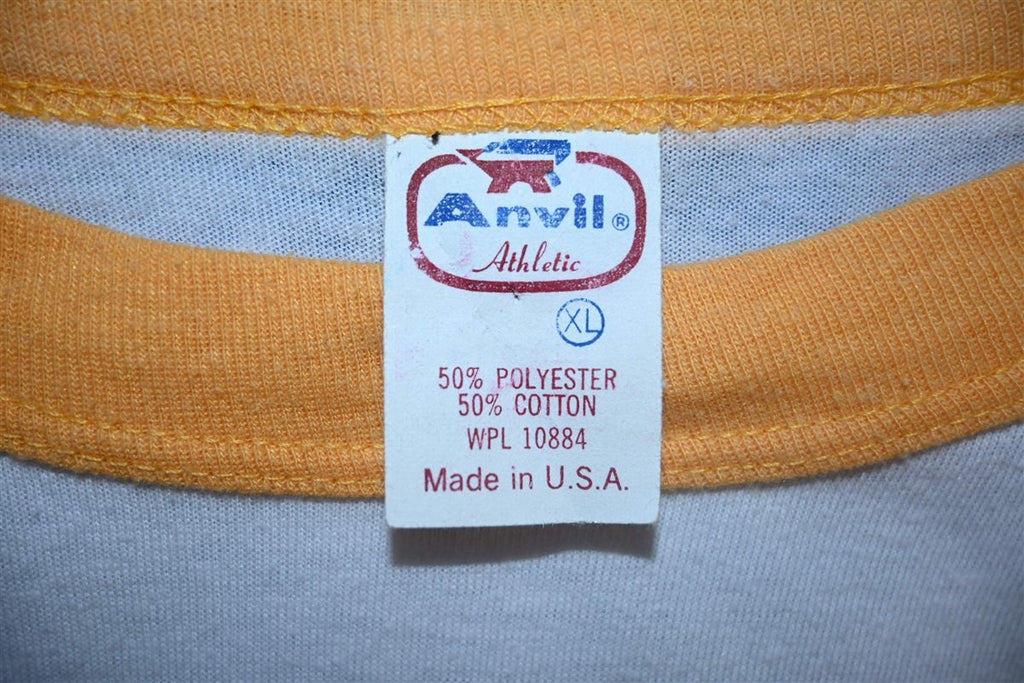 Anvil®
Athletic
XL
50% POLYESTER
50% COTTON
WPL 10884
Made in U.S.A.